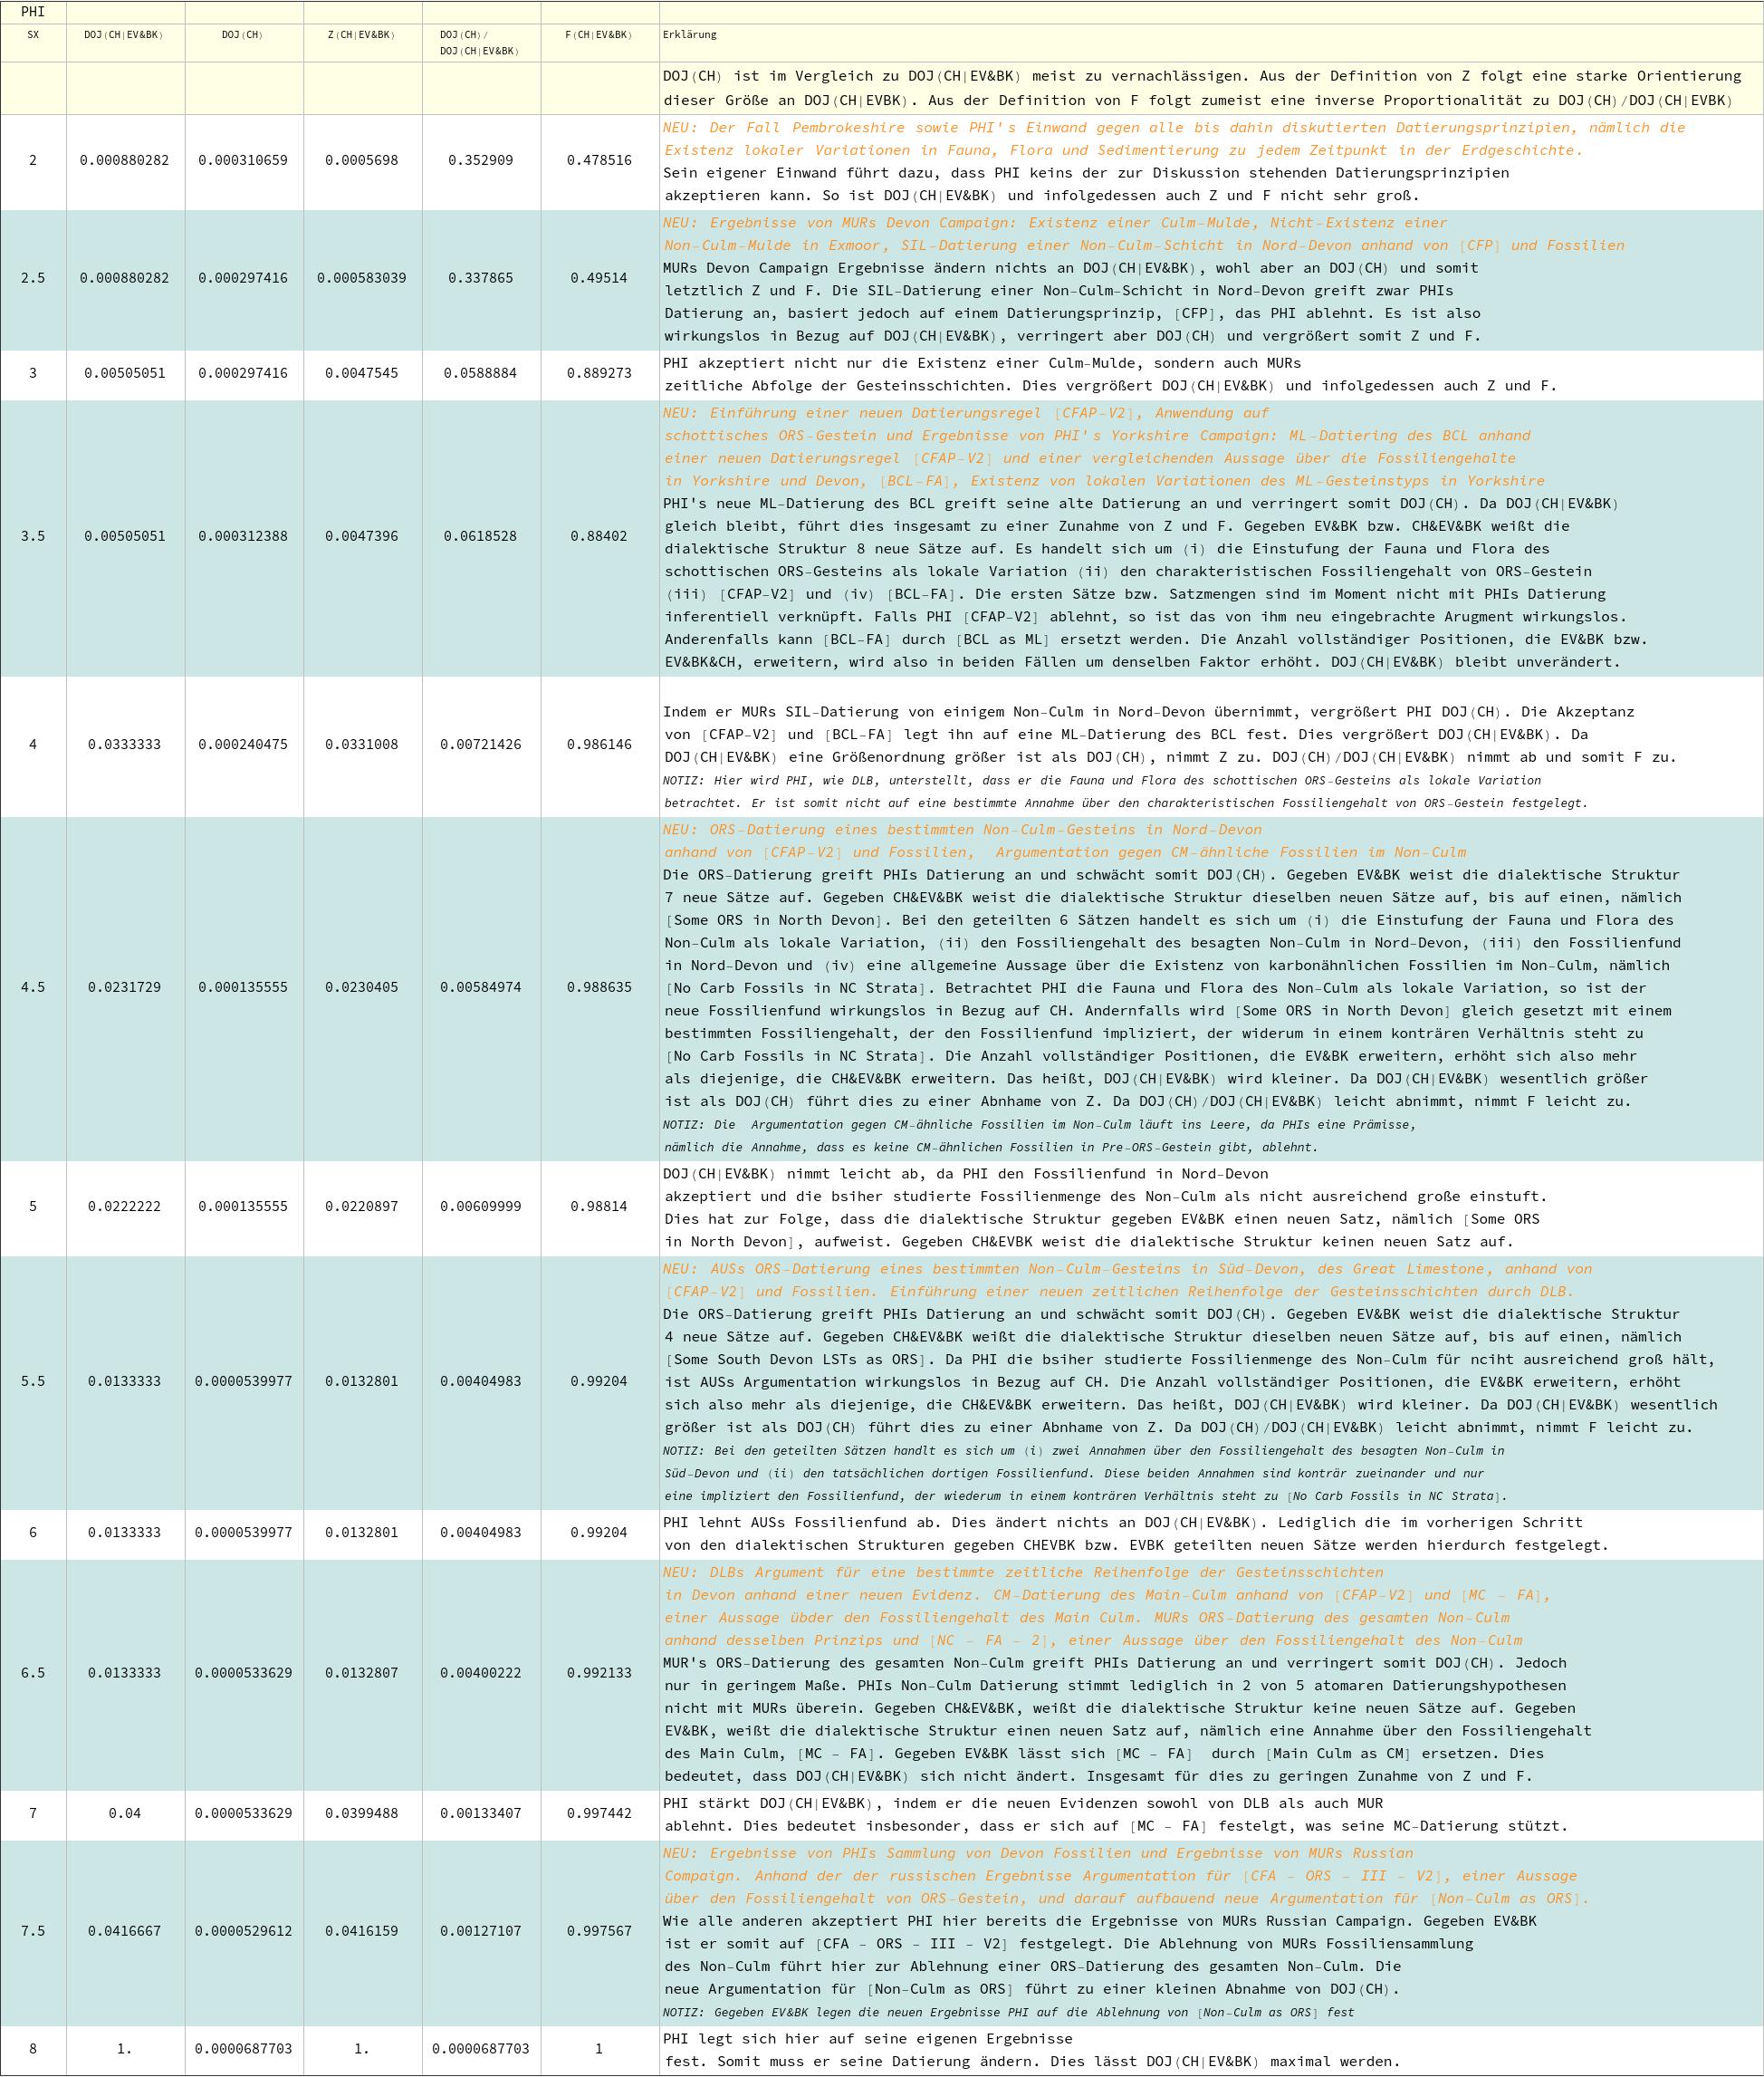 PHI
SX DOJ(CH|EV&BK) DOJ(CH) Z(CH|EV&BK) DOJ(CH)/ F(CH|EV&BK) Erklärung
DOJ(CH|EV&BK)
DOJ(CH) ist im Vergleich zu DOJ(CH|EV&BK) meist zu vernachlässigen. Aus der Definition von Z folgt eine starke Orientierung
dieser Größe an DOJ(CH|EVBK). Aus der Definition von F folgt zumeist eine inverse Proportionalität zu DOJ(CH)/DOJ(CH|EVBK)
2 0.000880282 0.000310659 0.0005698 0.352909 0.478516
NEU: Der Fall Pembrokeshire sowie PHI's Einwand gegen alle bis dahin diskutierten Datierungsprinzipien, nämlich die
Existenz lokaler Variationen in Fauna, Flora und Sedimentierung zu jedem Zeitpunkt in der Erdgeschichte.
Sein eigener Einwand führt dazu, dass PHI keins der zur Diskussion stehenden Datierungsprinzipien
akzeptieren kann. So ist DOJ(CH|EV&BK) und infolgedessen auch Z und F nicht sehr groß.
2.5 0.000880282 0.000297416 0.000583039 0.337865 0.49514
NEU: Ergebnisse von MURs Devon Campaign: Existenz einer Culm-Mulde, Nicht-Existenz einer
Non-Culm-Mulde in Exmoor, SIL-Datierung einer Non-Culm-Schicht in Nord-Devon anhand von [CFP] und Fossilien
MURs Devon Campaign Ergebnisse ändern nichts an DOJ(CH|EV&BK), wohl aber an DOJ(CH) und somit
letztlich Z und F. Die SIL-Datierung einer Non-Culm-Schicht in Nord-Devon greift zwar PHIs
Datierung an, basiert jedoch auf einem Datierungsprinzip, [CFP], das PHI ablehnt. Es ist also
wirkungslos in Bezug auf DOJ(CH|EV&BK), verringert aber DOJ(CH) und vergrößert somit Z und F.
3 0.00505051 0.000297416 0.0047545 0.0588884 0.889273
PHI akzeptiert nicht nur die Existenz einer Culm-Mulde, sondern auch MURs
zeitliche Abfolge der Gesteinsschichten. Dies vergrößert DOJ(CH|EV&BK) und infolgedessen auch Z und F.
3.5 0.00505051 0.000312388 0.0047396 0.0618528 0.88402
NEU: Einführung einer neuen Datierungsregel [CFAP-V2], Anwendung auf
schottisches ORS-Gestein und Ergebnisse von PHI's Yorkshire Campaign: ML-Datiering des BCL anhand
einer neuen Datierungsregel [CFAP-V2] und einer vergleichenden Aussage über die Fossiliengehalte
in Yorkshire und Devon, [BCL-FA], Existenz von lokalen Variationen des ML-Gesteinstyps in Yorkshire
PHI's neue ML-Datierung des BCL greift seine alte Datierung an und verringert somit DOJ(CH). Da DOJ(CH|EV&BK)
gleich bleibt, führt dies insgesamt zu einer Zunahme von Z und F. Gegeben EV&BK bzw. CH&EV&BK weißt die
dialektische Struktur 8 neue Sätze auf. Es handelt sich um (i) die Einstufung der Fauna und Flora des
schottischen ORS-Gesteins als lokale Variation (ii) den charakteristischen Fossiliengehalt von ORS-Gestein
(iii) [CFAP-V2] und (iv) [BCL-FA]. Die ersten Sätze bzw. Satzmengen sind im Moment nicht mit PHIs Datierung
inferentiell verknüpft. Falls PHI [CFAP-V2] ablehnt, so ist das von ihm neu eingebrachte Arugment wirkungslos.
Anderenfalls kann [BCL-FA] durch [BCL as ML] ersetzt werden. Die Anzahl vollständiger Positionen, die EV&BK bzw.
EV&BK&CH, erweitern, wird also in beiden Fällen um denselben Faktor erhöht. DOJ(CH|EV&BK) bleibt unverändert.
4 0.0333333 0.000240475 0.0331008 0.00721426 0.986146
Indem er MURs SIL-Datierung von einigem Non-Culm in Nord-Devon übernimmt, vergrößert PHI DOJ(CH). Die Akzeptanz
von [CFAP-V2] und [BCL-FA] legt ihn auf eine ML-Datierung des BCL fest. Dies vergrößert DOJ(CH|EV&BK). Da
DOJ(CH|EV&BK) eine Größenordnung größer ist als DOJ(CH), nimmt Z zu. DOJ(CH)/DOJ(CH|EV&BK) nimmt ab und somit F zu.
NOTIZ: Hier wird PHI, wie DLB, unterstellt, dass er die Fauna und Flora des schottischen ORS-Gesteins als lokale Variation
betrachtet. Er ist somit nicht auf eine bestimmte Annahme über den charakteristischen Fossiliengehalt von ORS-Gestein festgelegt.
4.5 0.0231729 0.000135555 0.0230405 0.00584974 0.988635
NEU: ORS-Datierung eines bestimmten Non-Culm-Gesteins in Nord-Devon
anhand von [CFAP-V2] und Fossilien, Argumentation gegen CM-ähnliche Fossilien im Non-Culm
Die ORS-Datierung greift PHIs Datierung an und schwächt somit DOJ(CH). Gegeben EV&BK weist die dialektische Struktur
7 neue Sätze auf. Gegeben CH&EV&BK weist die dialektische Struktur dieselben neuen Sätze auf, bis auf einen, nämlich
[Some ORS in North Devon]. Bei den geteilten 6 Sätzen handelt es sich um (i) die Einstufung der Fauna und Flora des
Non-Culm als lokale Variation, (ii) den Fossiliengehalt des besagten Non-Culm in Nord-Devon, (iii) den Fossilienfund
in Nord-Devon und (iv) eine allgemeine Aussage über die Existenz von karbonähnlichen Fossilien im Non-Culm, nämlich
[No Carb Fossils in NC Strata]. Betrachtet PHI die Fauna und Flora des Non-Culm als lokale Variation, so ist der
neue Fossilienfund wirkungslos in Bezug auf CH. Andernfalls wird [Some ORS in North Devon] gleich gesetzt mit einem
bestimmten Fossiliengehalt, der den Fossilienfund impliziert, der widerum in einem konträren Verhältnis steht zu
[No Carb Fossils in NC Strata]. Die Anzahl vollständiger Positionen, die EV&BK erweitern, erhöht sich also mehr
als diejenige, die CH&EV&BK erweitern. Das heißt, DOJ(CH|EV&BK) wird kleiner. Da DOJ(CH|EV&BK) wesentlich größer
ist als DOJ(CH) führt dies zu einer Abnhame von Z. Da DOJ(CH)/DOJ(CH|EV&BK) leicht abnimmt, nimmt F leicht zu.
NOTIZ: Die Argumentation gegen CM-ähnliche Fossilien im Non-Culm läuft ins Leere, da PHIs eine Prämisse,
nämlich die Annahme, dass es keine CM-ähnlichen Fossilien in Pre-ORS-Gestein gibt, ablehnt.
5 0.0222222 0.000135555 0.0220897 0.00609999 0.98814
DOJ(CH|EV&BK) nimmt leicht ab, da PHI den Fossilienfund in Nord-Devon
akzeptiert und die bsiher studierte Fossilienmenge des Non-Culm als nicht ausreichend große einstuft.
Dies hat zur Folge, dass die dialektische Struktur gegeben EV&BK einen neuen Satz, nämlich [Some ORS
in North Devon], aufweist. Gegeben CH&EVBK weist die dialektische Struktur keinen neuen Satz auf.
5.5 0.0133333 0.0000539977 0.0132801 0.00404983 0.99204
NEU: AUSs ORS-Datierung eines bestimmten Non-Culm-Gesteins in Süd-Devon, des Great Limestone, anhand von
[CFAP-V2] und Fossilien. Einführung einer neuen zeitlichen Reihenfolge der Gesteinsschichten durch DLB.
Die ORS-Datierung greift PHIs Datierung an und schwächt somit DOJ(CH). Gegeben EV&BK weist die dialektische Struktur
4 neue Sätze auf. Gegeben CH&EV&BK weißt die dialektische Struktur dieselben neuen Sätze auf, bis auf einen, nämlich
[Some South Devon LSTs as ORS]. Da PHI die bsiher studierte Fossilienmenge des Non-Culm für nciht ausreichend groß hält,
ist AUSs Argumentation wirkungslos in Bezug auf CH. Die Anzahl vollständiger Positionen, die EV&BK erweitern, erhöht
sich also mehr als diejenige, die CH&EV&BK erweitern. Das heißt, DOJ(CH|EV&BK) wird kleiner. Da DOJ(CH|EV&BK) wesentlich
größer ist als DOJ(CH) führt dies zu einer Abnhame von Z. Da DOJ(CH)/DOJ(CH|EV&BK) leicht abnimmt, nimmt F leicht zu.
NOTIZ: Bei den geteilten Sätzen handlt es sich um (i) zwei Annahmen über den Fossiliengehalt des besagten Non-Culm in
Süd-Devon und (ii) den tatsächlichen dortigen Fossilienfund. Diese beiden Annahmen sind konträr zueinander und nur
eine impliziert den Fossilienfund, der wiederum in einem konträren Verhältnis steht zu [No Carb Fossils in NC Strata].
6 0.0133333 0.0000539977 0.0132801 0.00404983 0.99204
PHI lehnt AUSs Fossilienfund ab. Dies ändert nichts an DOJ(CH|EV&BK). Lediglich die im vorherigen Schritt
von den dialektischen Strukturen gegeben CHEVBK bzw. EVBK geteilten neuen Sätze werden hierdurch festgelegt.
6.5 0.0133333 0.0000533629 0.0132807 0.00400222 0.992133
NEU: DLBs Argument für eine bestimmte zeitliche Reihenfolge der Gesteinsschichten
in Devon anhand einer neuen Evidenz. CM-Datierung des Main-Culm anhand von [CFAP-V2] und [MC - FA],
einer Aussage übder den Fossiliengehalt des Main Culm. MURs ORS-Datierung des gesamten Non-Culm
anhand desselben Prinzips und [NC - FA - 2], einer Aussage über den Fossiliengehalt des Non-Culm
MUR's ORS-Datierung des gesamten Non-Culm greift PHIs Datierung an und verringert somit DOJ(CH). Jedoch
nur in geringem Maße. PHIs Non-Culm Datierung stimmt lediglich in 2 von 5 atomaren Datierungshypothesen
nicht mit MURs überein. Gegeben CH&EV&BK, weißt die dialektische Struktur keine neuen Sätze auf. Gegeben
EV&BK, weißt die dialektische Struktur einen neuen Satz auf, nämlich eine Annahme über den Fossiliengehalt
des Main Culm, [MC - FA]. Gegeben EV&BK lässt sich [MC - FA] durch [Main Culm as CM] ersetzen. Dies
bedeutet, dass DOJ(CH|EV&BK) sich nicht ändert. Insgesamt für dies zu geringen Zunahme von Z und F.
7 0.04 0.0000533629 0.0399488 0.00133407 0.997442
PHI stärkt DOJ(CH|EV&BK), indem er die neuen Evidenzen sowohl von DLB als auch MUR
ablehnt. Dies bedeutet insbesonder, dass er sich auf [MC - FA] festelgt, was seine MC-Datierung stützt.
7.5 0.0416667 0.0000529612 0.0416159 0.00127107 0.997567
NEU: Ergebnisse von PHIs Sammlung von Devon Fossilien und Ergebnisse von MURs Russian
Compaign. Anhand der der russischen Ergebnisse Argumentation für [CFA - ORS - III - V2], einer Aussage
über den Fossiliengehalt von ORS-Gestein, und darauf aufbauend neue Argumentation für [Non-Culm as ORS].
Wie alle anderen akzeptiert PHI hier bereits die Ergebnisse von MURs Russian Campaign. Gegeben EV&BK
ist er somit auf [CFA - ORS - III - V2] festgelegt. Die Ablehnung von MURs Fossiliensammlung
des Non-Culm führt hier zur Ablehnung einer ORS-Datierung des gesamten Non-Culm. Die
neue Argumentation für [Non-Culm as ORS] führt zu einer kleinen Abnahme von DOJ(CH).
NOTIZ: Gegeben EV&BK legen die neuen Ergebnisse PHI auf die Ablehnung von [Non-Culm as ORS] fest
8 1. 0.0000687703 1. 0.0000687703 1
PHI legt sich hier auf seine eigenen Ergebnisse
fest. Somit muss er seine Datierung ändern. Dies lässt DOJ(CH|EV&BK) maximal werden.